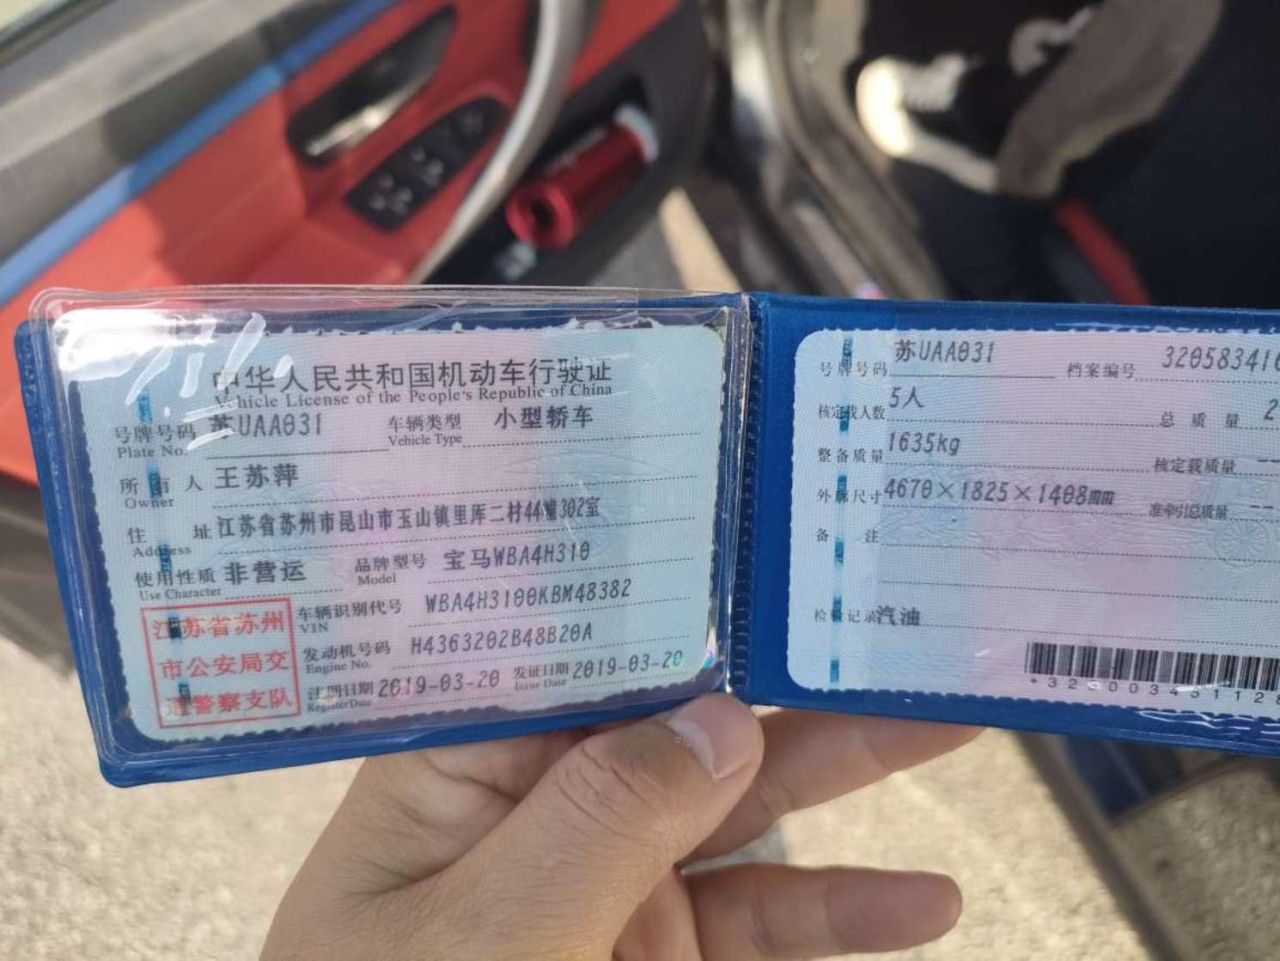 中华人民共和国机动车行驶证
Vehicle License of the People's Republic of China
号牌号码 苏UAA031 车辆类型 小型轿车
Plate No. Vehicle Type
所有人 王苏萍
Owner
住址 江苏省苏州市昆山市玉山镇里厍二村44幢302室
Address
使用性质 非营运 品牌型号 宝马WBA4H310
Use Character Model
江苏省苏州
市公安局交
通警察支队
车辆识别代号 WBA4H3100KBM48382
VIN
发动机号码 H4363202B48B20A
Engine No.
注册日期 2019-03-20 发证日期 2019-03-20
Register Date Issue Date
号牌号码 苏UAA031 档案编号 320583410
核定载人数 5人 总质量 2
整备质量 1635kg 核定载质量 --
外廓尺寸 4670×1825×1408mm 准牵引总质量 --
备注
检验记录 汽油